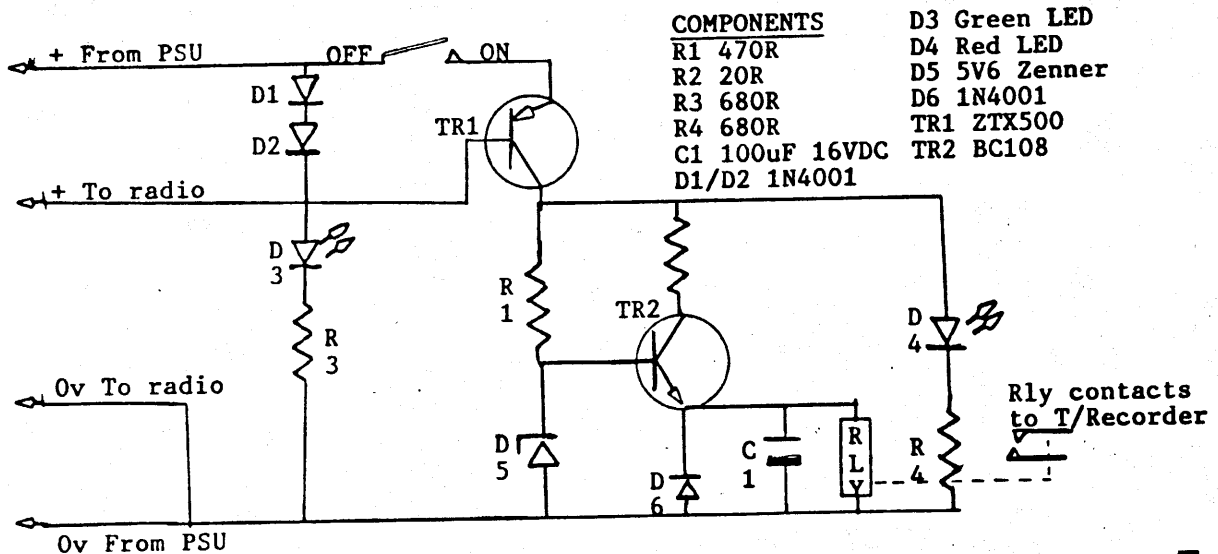 COMPONENTS
R1 470R
R2 20R
R3 680R
R4 680R
C1 100uF 16VDC
D1/D2 1N4001
D3 Green LED
D4 Red LED
D5 5V6 Zenner
D6 1N4001
TR1 ZTX500
TR2 BC108
+ From PSU
OFF
ON
D1
D2
TR1
+ To radio
D
3
R
1
TR2
D
4
R
3
0v To radio
Rly contacts
to T/Recorder
D
5
D
6
C
1
R
L
Y
R
4
0v From PSU